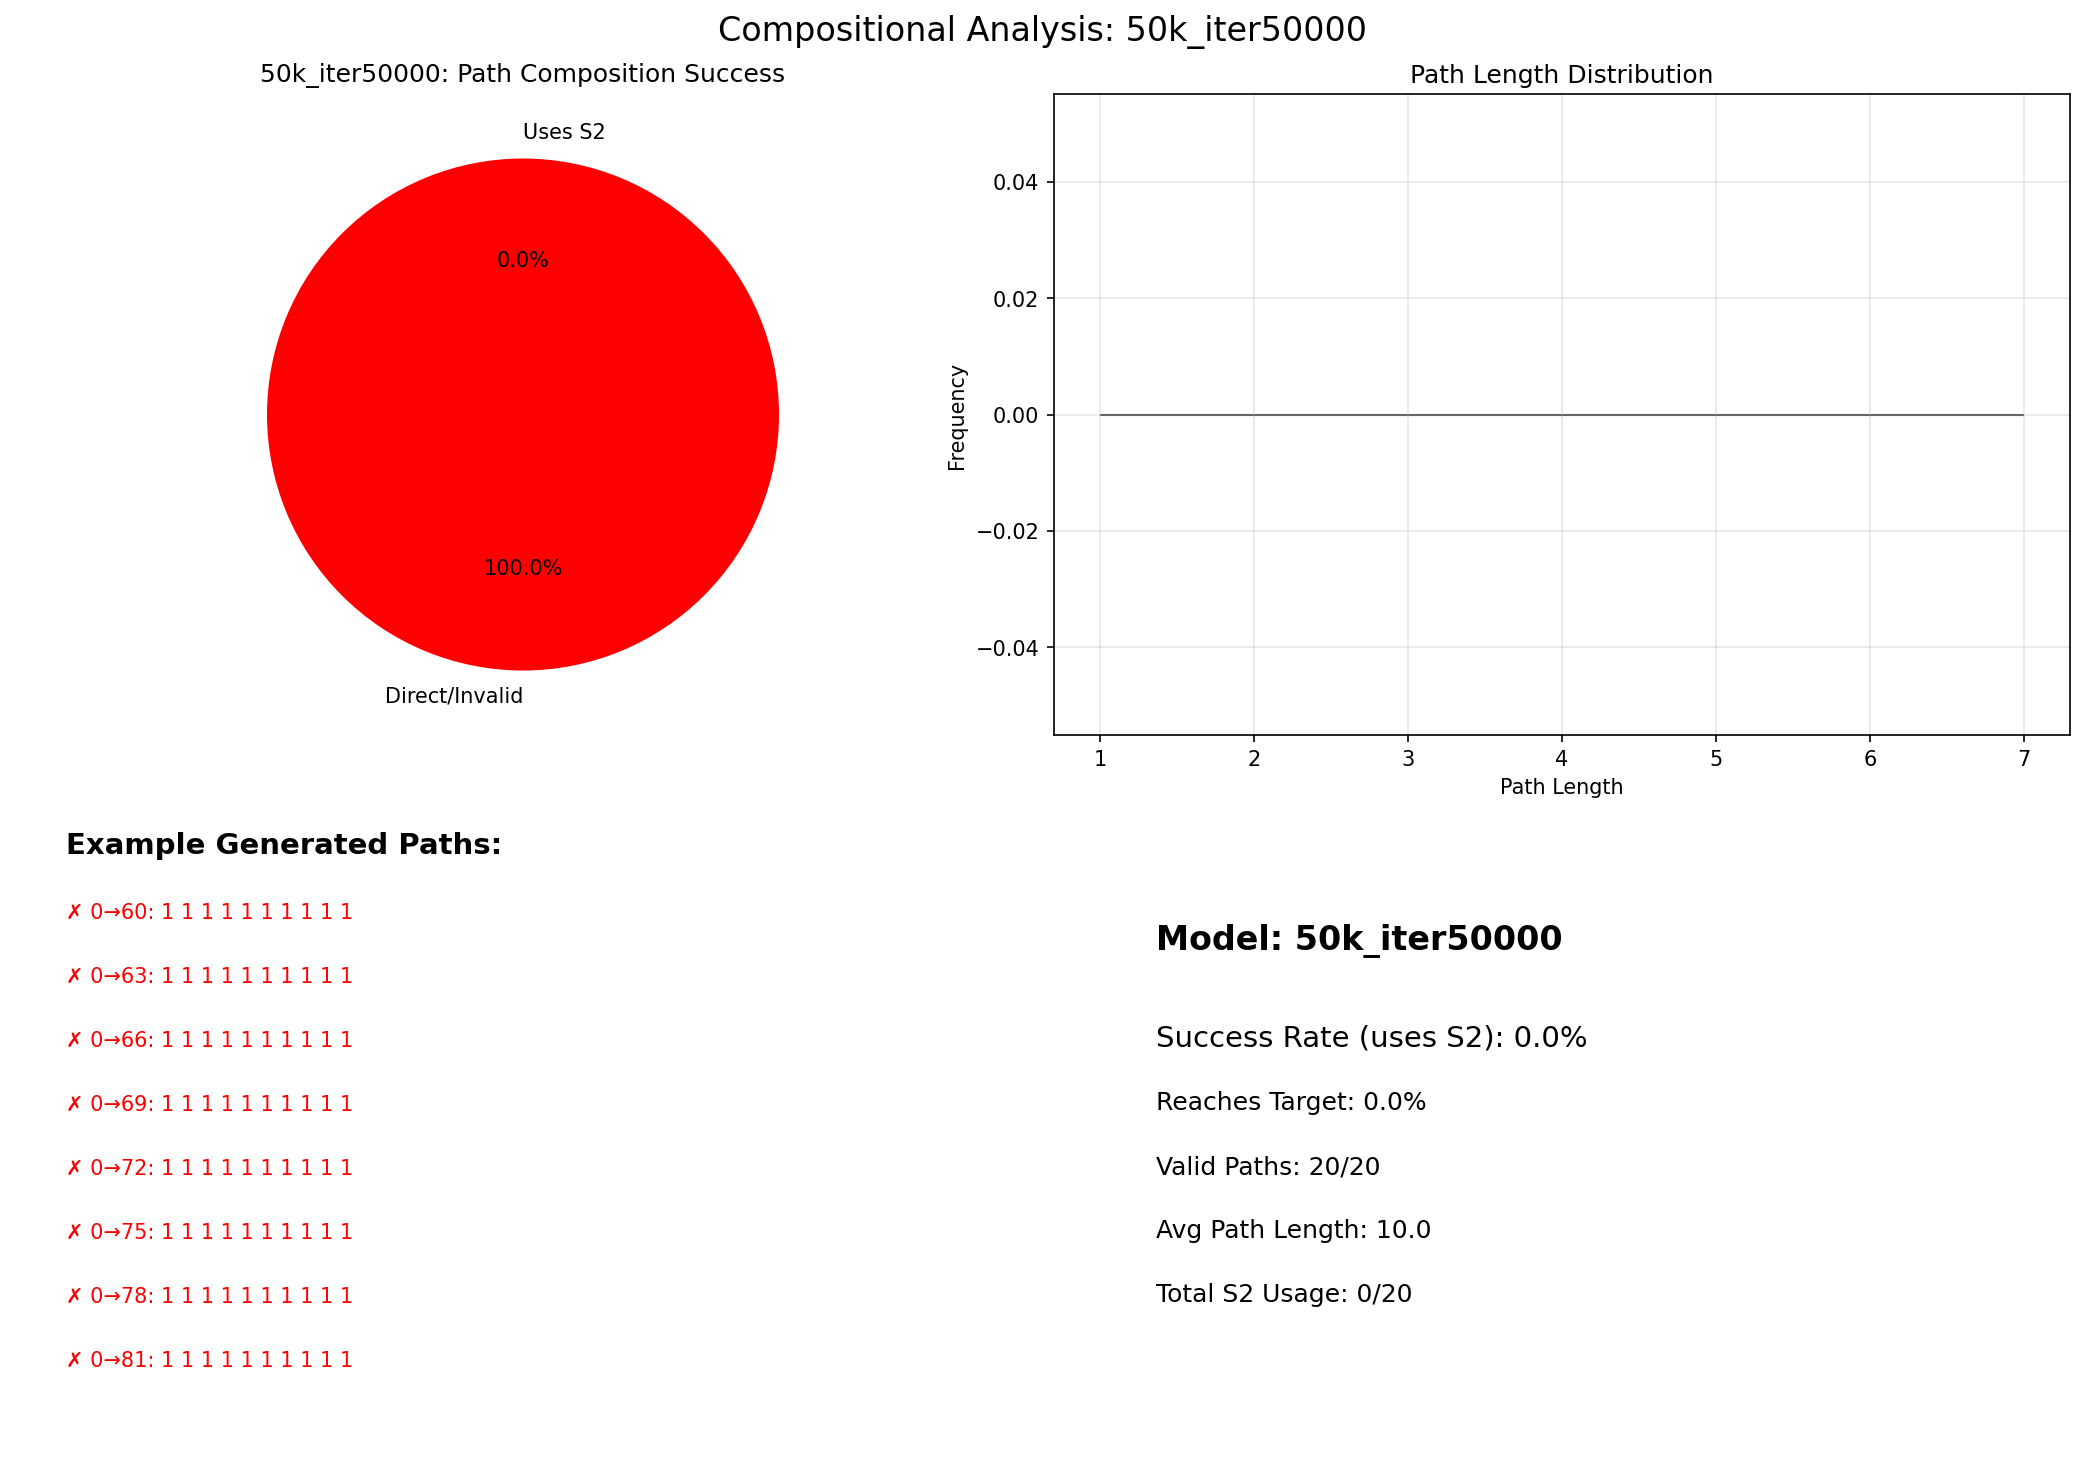 Compositional Analysis: 50k_iter50000
50k_iter50000: Path Composition Success
Uses S2
0.0%
100.0%
Direct/Invalid
Path Length Distribution
Frequency
0.04
0.02
0.00
−0.02
−0.04
1 2 3 4 5 6 7
Path Length
Example Generated Paths:
✗ 0→60: 1 1 1 1 1 1 1 1 1 1
✗ 0→63: 1 1 1 1 1 1 1 1 1 1
✗ 0→66: 1 1 1 1 1 1 1 1 1 1
✗ 0→69: 1 1 1 1 1 1 1 1 1 1
✗ 0→72: 1 1 1 1 1 1 1 1 1 1
✗ 0→75: 1 1 1 1 1 1 1 1 1 1
✗ 0→78: 1 1 1 1 1 1 1 1 1 1
✗ 0→81: 1 1 1 1 1 1 1 1 1 1
Model: 50k_iter50000
Success Rate (uses S2): 0.0%
Reaches Target: 0.0%
Valid Paths: 20/20
Avg Path Length: 10.0
Total S2 Usage: 0/20